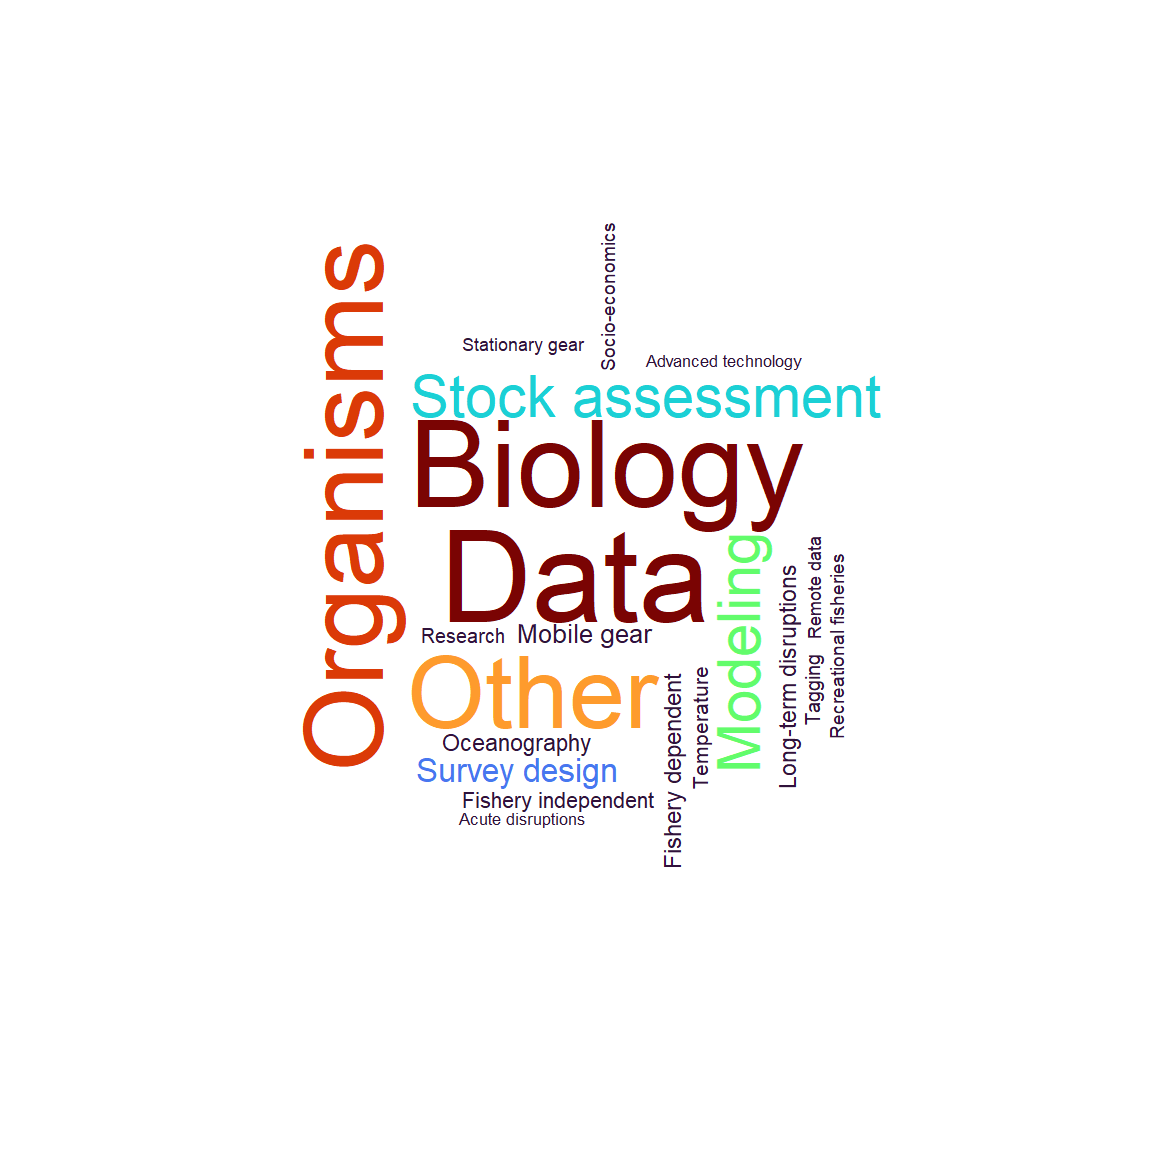 Organisms
Socio-economics
Stationary gear
Advanced technology
Stock assessment
Biology
Data
Modeling
Long-term disruptions
Remote data
Tagging
Recreational fisheries
Research
Mobile gear
Other
Fishery dependent
Temperature
Oceanography
Survey design
Fishery independent
Acute disruptions